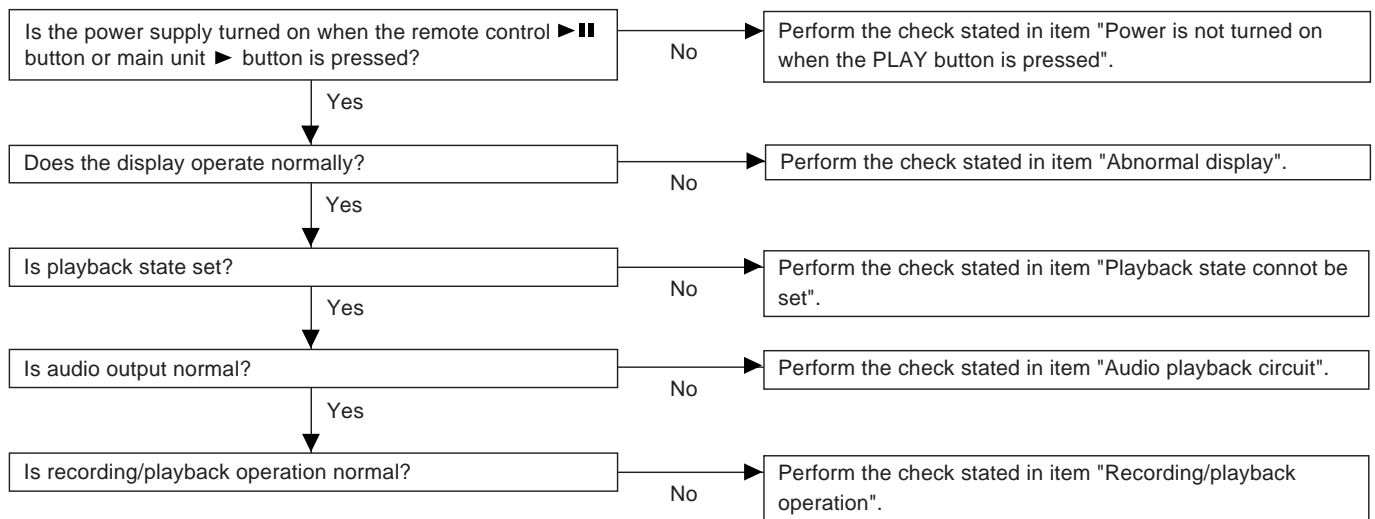 Is the power supply turned on when the remote control ►▮▮
button or main unit ► button is pressed?
No
Perform the check stated in item "Power is not turned on
when the PLAY button is pressed".
Yes
Does the display operate normally?
No
Perform the check stated in item "Abnormal display".
Yes
Is playback state set?
No
Perform the check stated in item "Playback state connot be
set".
Yes
Is audio output normal?
No
Perform the check stated in item "Audio playback circuit".
Yes
Is recording/playback operation normal?
No
Perform the check stated in item "Recording/playback
operation".